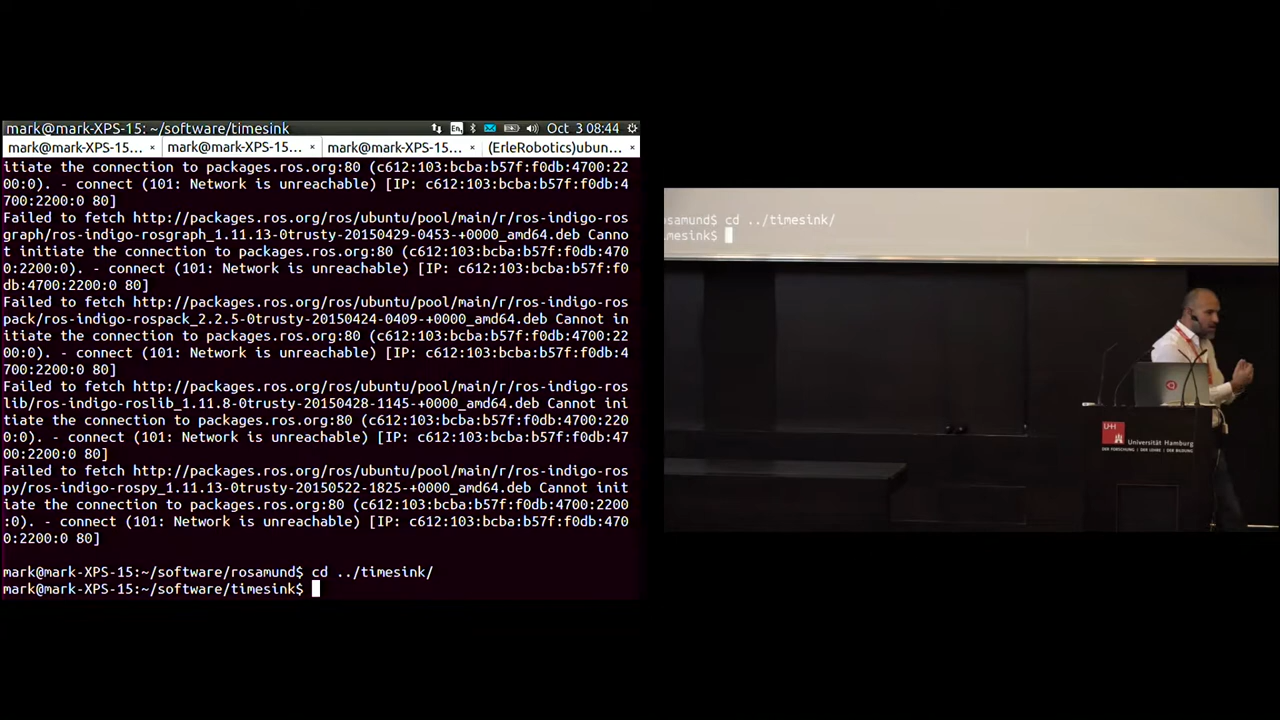 mark@mark-XPS-15: ~/software/timesink
En
Oct 3 08:44
mark@mark-XPS-15... ×
mark@mark-XPS-15... ×
mark@mark-XPS-15... ×
(ErleRobotics)ubun... ×
itiate the connection to packages.ros.org:80 (c612:103:bcba:b57f:f0db:4700:22
00:0). - connect (101: Network is unreachable) [IP: c612:103:bcba:b57f:f0db:4
700:2200:0 80]
Failed to fetch http://packages.ros.org/ros/ubuntu/pool/main/r/ros-indigo-ros
graph/ros-indigo-rosgraph_1.11.13-0trusty-20150429-0453-+0000_amd64.deb Canno
t initiate the connection to packages.ros.org:80 (c612:103:bcba:b57f:f0db:470
0:2200:0). - connect (101: Network is unreachable) [IP: c612:103:bcba:b57f:f0
db:4700:2200:0 80]
Failed to fetch http://packages.ros.org/ros/ubuntu/pool/main/r/ros-indigo-ros
pack/ros-indigo-rospack_2.2.5-0trusty-20150424-0409-+0000_amd64.deb Cannot in
itiate the connection to packages.ros.org:80 (c612:103:bcba:b57f:f0db:4700:22
00:0). - connect (101: Network is unreachable) [IP: c612:103:bcba:b57f:f0db:4
700:2200:0 80]
Failed to fetch http://packages.ros.org/ros/ubuntu/pool/main/r/ros-indigo-ros
lib/ros-indigo-roslib_1.11.8-0trusty-20150428-1145-+0000_amd64.deb Cannot ini
tiate the connection to packages.ros.org:80 (c612:103:bcba:b57f:f0db:4700:220
0:0). - connect (101: Network is unreachable) [IP: c612:103:bcba:b57f:f0db:47
00:2200:0 80]
Failed to fetch http://packages.ros.org/ros/ubuntu/pool/main/r/ros-indigo-ros
py/ros-indigo-rospy_1.11.13-0trusty-20150522-1825-+0000_amd64.deb Cannot init
iate the connection to packages.ros.org:80 (c612:103:bcba:b57f:f0db:4700:2200
:0). - connect (101: Network is unreachable) [IP: c612:103:bcba:b57f:f0db:470
0:2200:0 80]
mark@mark-XPS-15:~/software/rosamund$ cd ../timesink/
mark@mark-XPS-15:~/software/timesink$
samund$ cd ../timesink/
mesink$
UH
Universität Hamburg
DER FORSCHUNG | DER LEHRE | DER BILDUNG